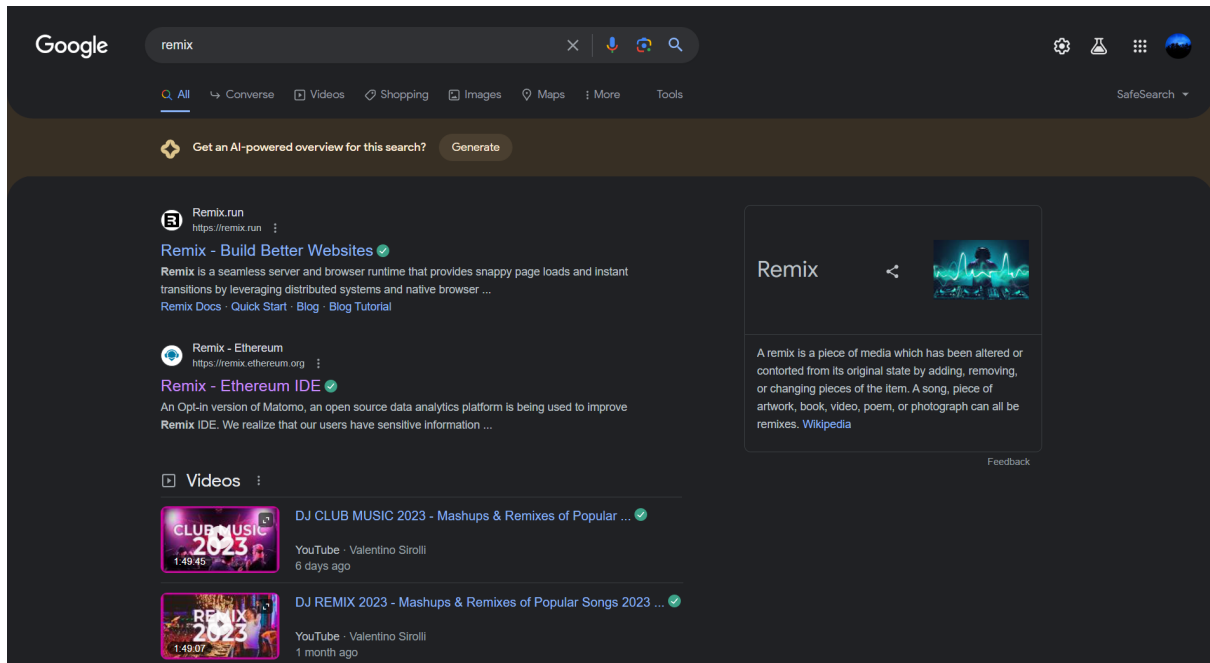 Google
remix
All
Converse
Videos
Shopping
Images
Maps
More
Tools
SafeSearch
Get an AI-powered overview for this search?
Generate
Remix.run
https://remix.run
Remix - Build Better Websites
Remix is a seamless server and browser runtime that provides snappy page loads and instant
transitions by leveraging distributed systems and native browser ...
Remix Docs · Quick Start · Blog · Blog Tutorial
Remix - Ethereum
https://remix.ethereum.org
Remix - Ethereum IDE
An Opt-in version of Matomo, an open source data analytics platform is being used to improve
Remix IDE. We realize that our users have sensitive information ...
Videos
CLUB MUSIC
2023
1:49:45
DJ CLUB MUSIC 2023 - Mashups & Remixes of Popular ...
YouTube · Valentino Sirolli
6 days ago
REMIX
2023
1:49:07
DJ REMIX 2023 - Mashups & Remixes of Popular Songs 2023 ...
YouTube · Valentino Sirolli
1 month ago
Remix
A remix is a piece of media which has been altered or
contorted from its original state by adding, removing,
or changing pieces of the item. A song, piece of
artwork, book, video, poem, or photograph can all be
remixes. Wikipedia
Feedback